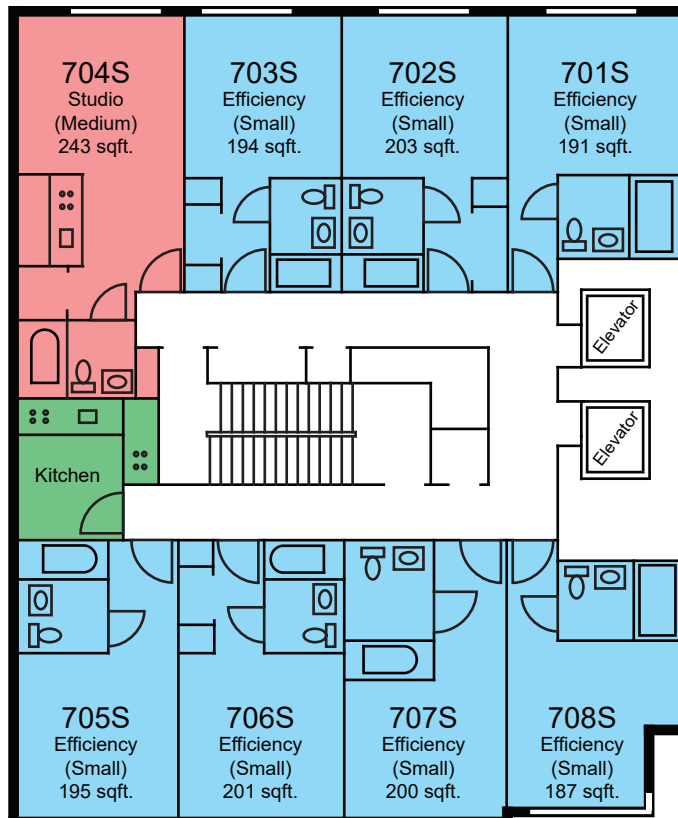 704S
Studio
(Medium)
243 sqft.
703S
Efficiency
(Small)
194 sqft.
702S
Efficiency
(Small)
203 sqft.
701S
Efficiency
(Small)
191 sqft.
Elevator
Elevator
Kitchen
705S
Efficiency
(Small)
195 sqft.
706S
Efficiency
(Small)
201 sqft.
707S
Efficiency
(Small)
200 sqft.
708S
Efficiency
(Small)
187 sqft.